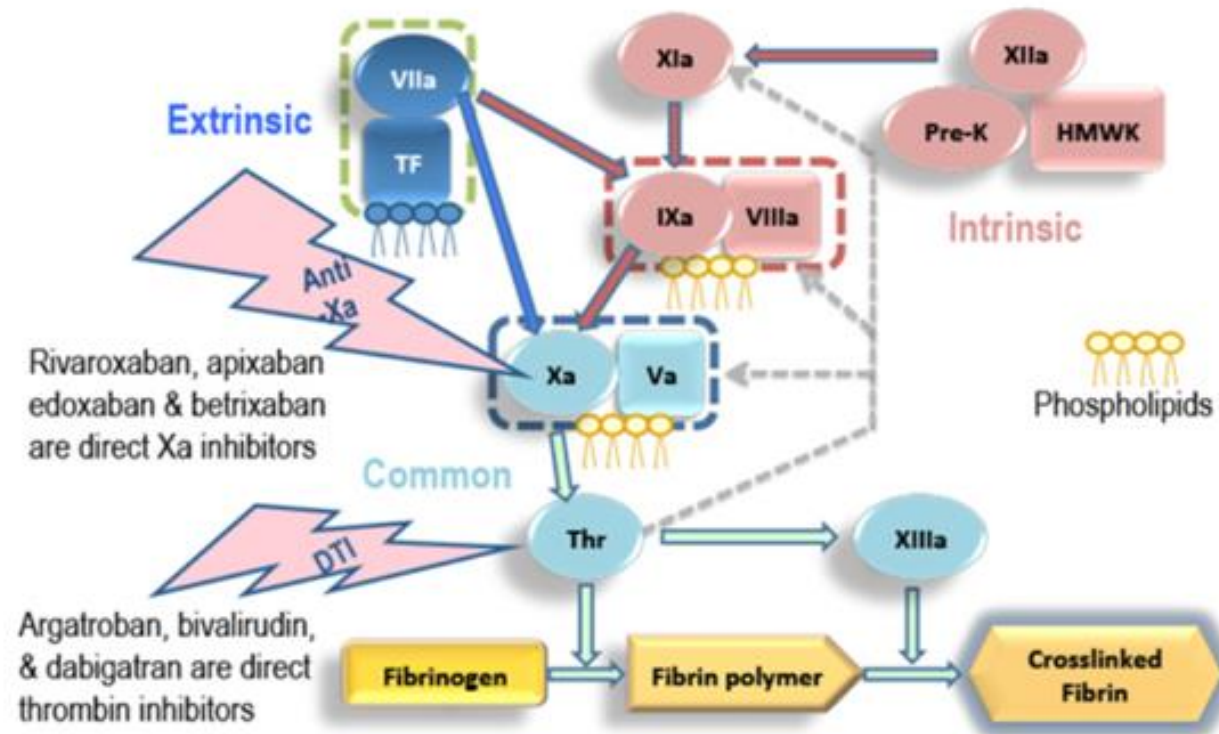 VIIa
XIa
XIIa
Extrinsic
Pre-K
HMWK
TF
IXa
VIIIa
Intrinsic
Anti
-Xa
Rivaroxaban, apixaban
edoxaban & betrixaban
are direct Xa inhibitors
Xa
Va
Phospholipids
Common
Thr
XIIIa
DTI
Argatroban, bivalirudin,
& dabigatran are direct
thrombin inhibitors
Fibrinogen
Fibrin polymer
Crosslinked
Fibrin